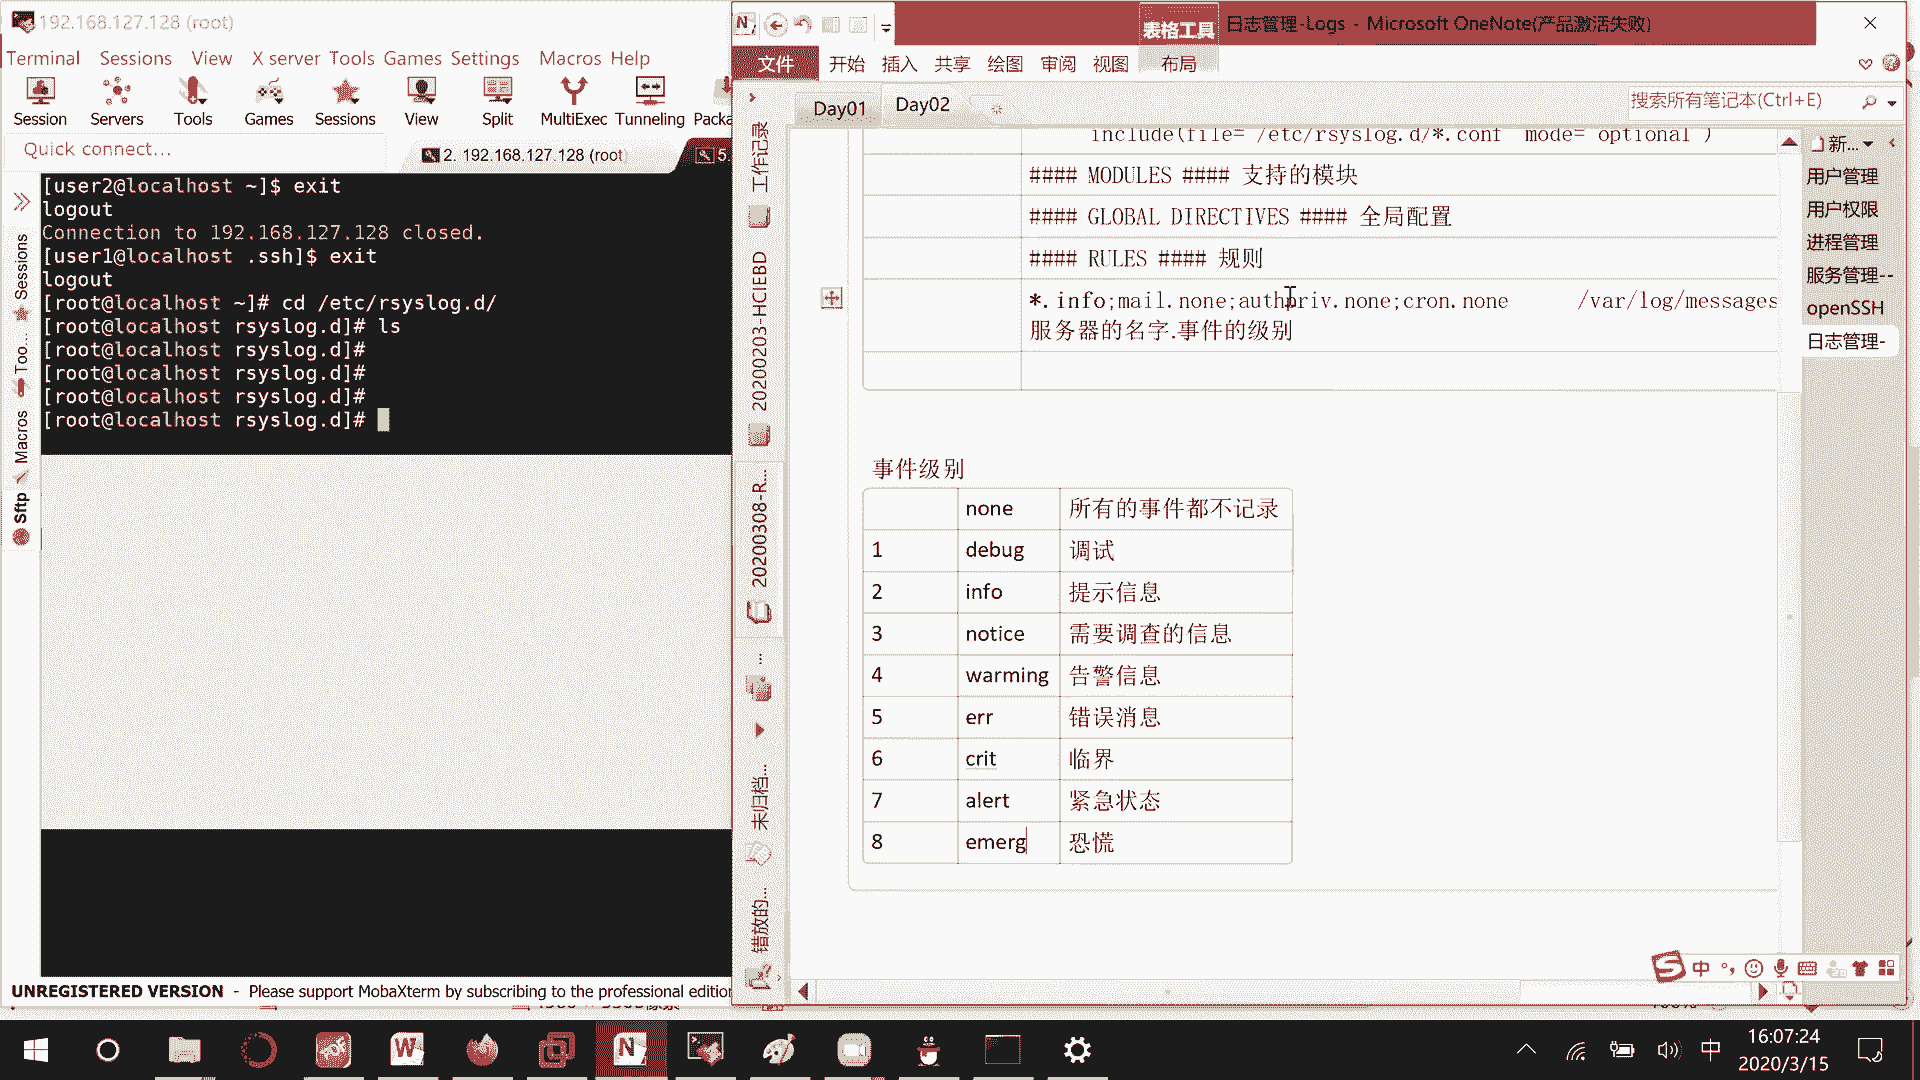 192.168.127.128 (root)
Terminal Sessions View X server Tools Games Settings Macros Help
Session Servers Tools Games Sessions View Split MultiExec Tunneling Packa
Quick connect...
2. 192.168.127.128 (root)
5.
Sessions
Too...
Macros
Sftp
[user2@localhost ~]$ exit
logout
Connection to 192.168.127.128 closed.
[user1@localhost .ssh]$ exit
logout
[root@localhost ~]# cd /etc/rsyslog.d/
[root@localhost rsyslog.d]# ls
[root@localhost rsyslog.d]#
[root@localhost rsyslog.d]#
[root@localhost rsyslog.d]#
[root@localhost rsyslog.d]#
UNREGISTERED VERSION - Please support MobaXterm by subscribing to the professional edition
表格工具
日志管理-Logs - Microsoft OneNote(产品激活失败)
文件 开始 插入 共享 绘图 审阅 视图 布局
Day01 Day02
搜索所有笔记本(Ctrl+E)
工作记录
20200203-HCIEBD
20200308-R...
未归档...
错放的...
新...
用户管理
用户权限
进程管理
服务管理--
openSSH
日志管理-
include(file= /etc/rsyslog.d/*.conf mode= optional )
#### MODULES #### 支持的模块
#### GLOBAL DIRECTIVES #### 全局配置
#### RULES #### 规则
*.info;mail.none;authpriv.none;cron.none /var/log/messages
服务器的名字.事件的级别
事件级别
none 所有的事件都不记录
1 debug 调试
2 info 提示信息
3 notice 需要调查的信息
4 warming 告警信息
5 err 错误消息
6 crit 临界
7 alert 紧急状态
8 emerg 恐慌
中
中
16:07:24
2020/3/15